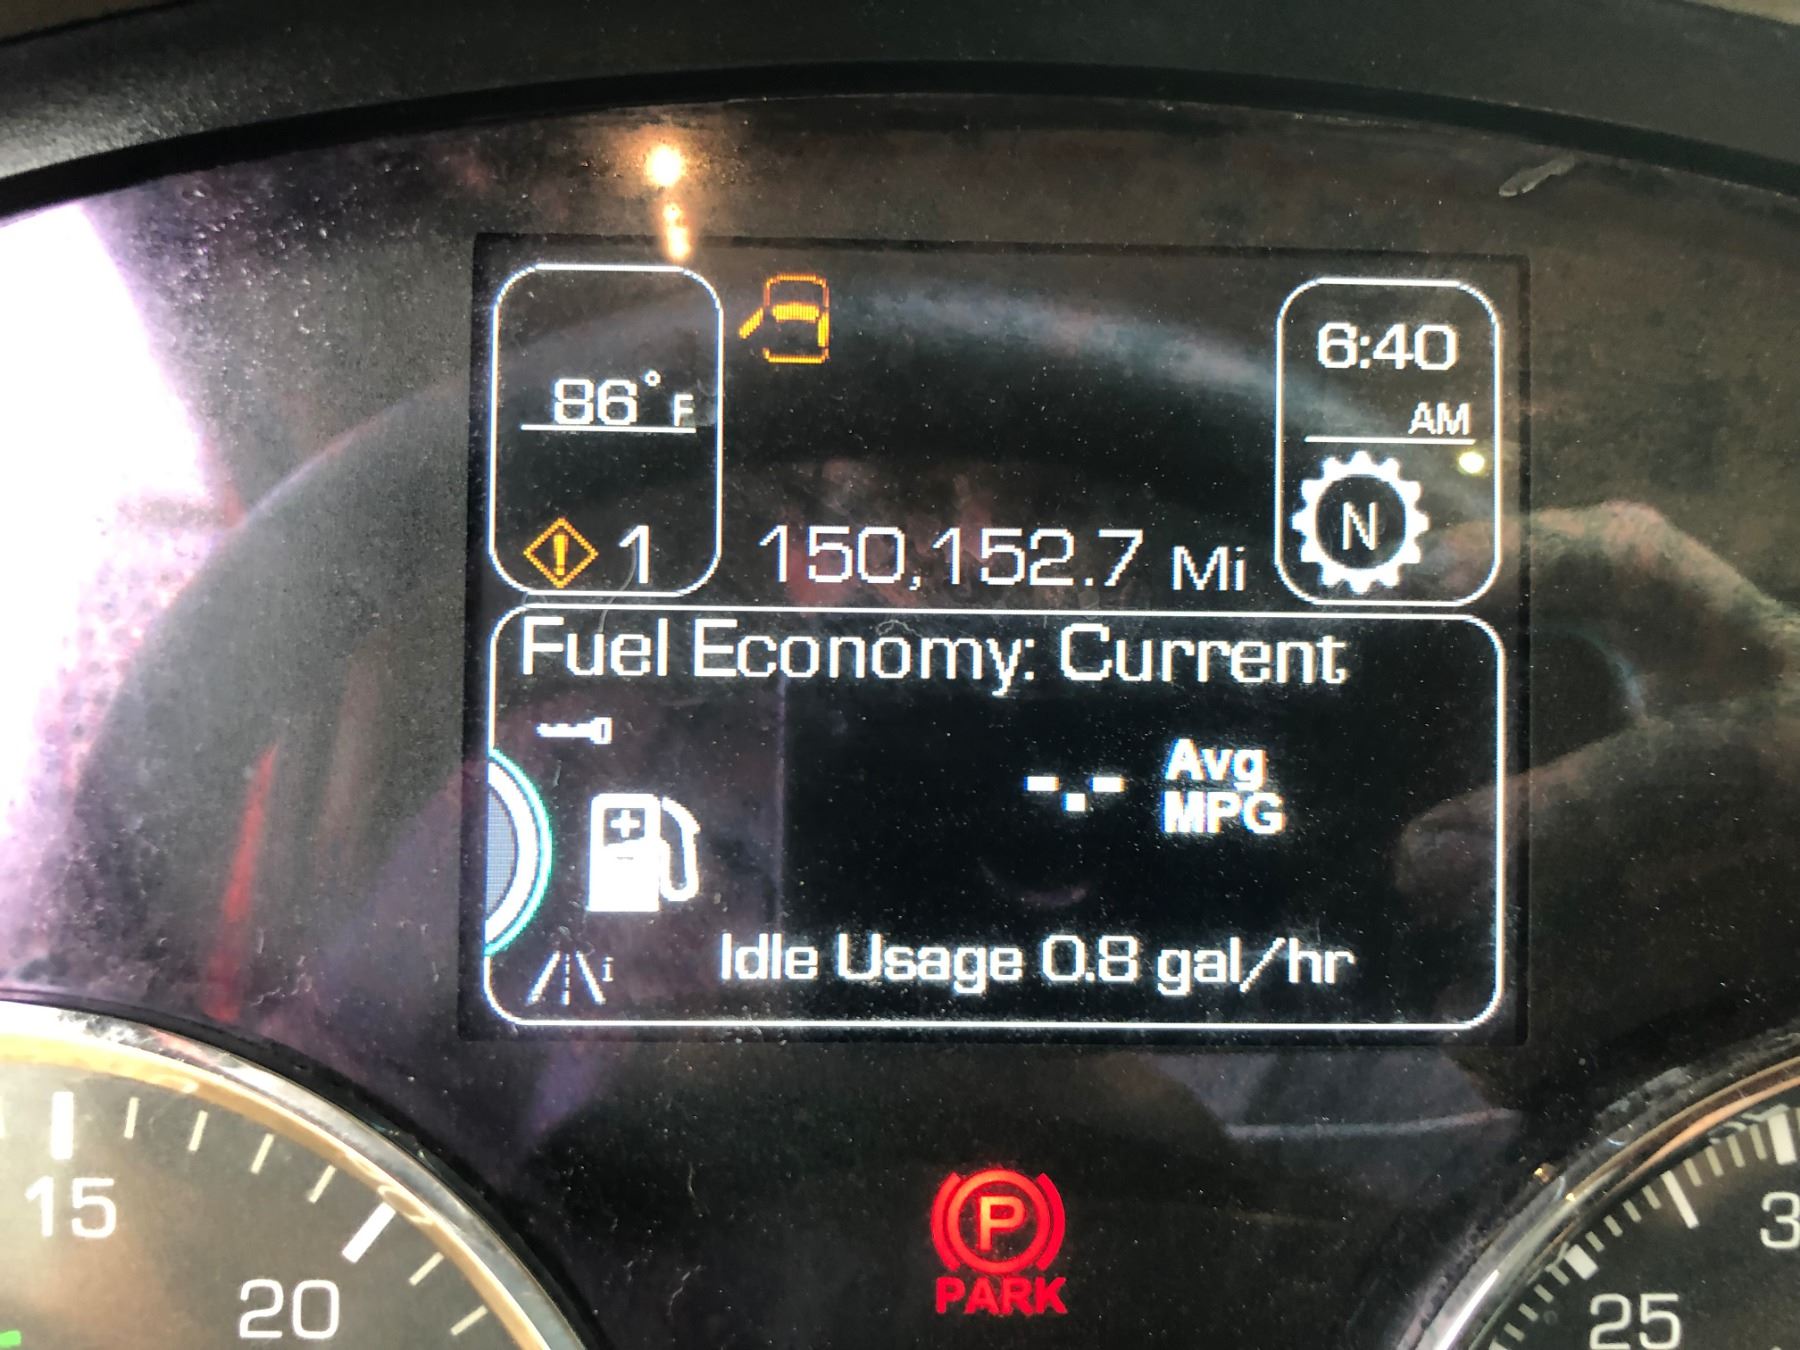 86° F
6:40
AM
N
! 1
150,152.7 Mi
Fuel Economy: Current
-.- Avg
MPG
Idle Usage 0.8 gal/hr
i
P
PARK
15
20
25
3